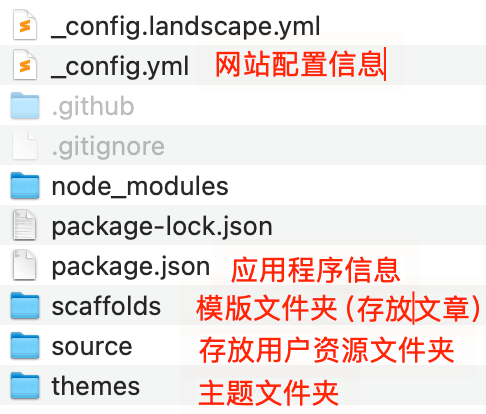 _config.landscape.yml
_config.yml 网站配置信息
.github
.gitignore
node_modules
package-lock.json
package.json 应用程序信息
scaffolds 模版文件夹(存放文章)
source 存放用户资源文件夹
themes 主题文件夹